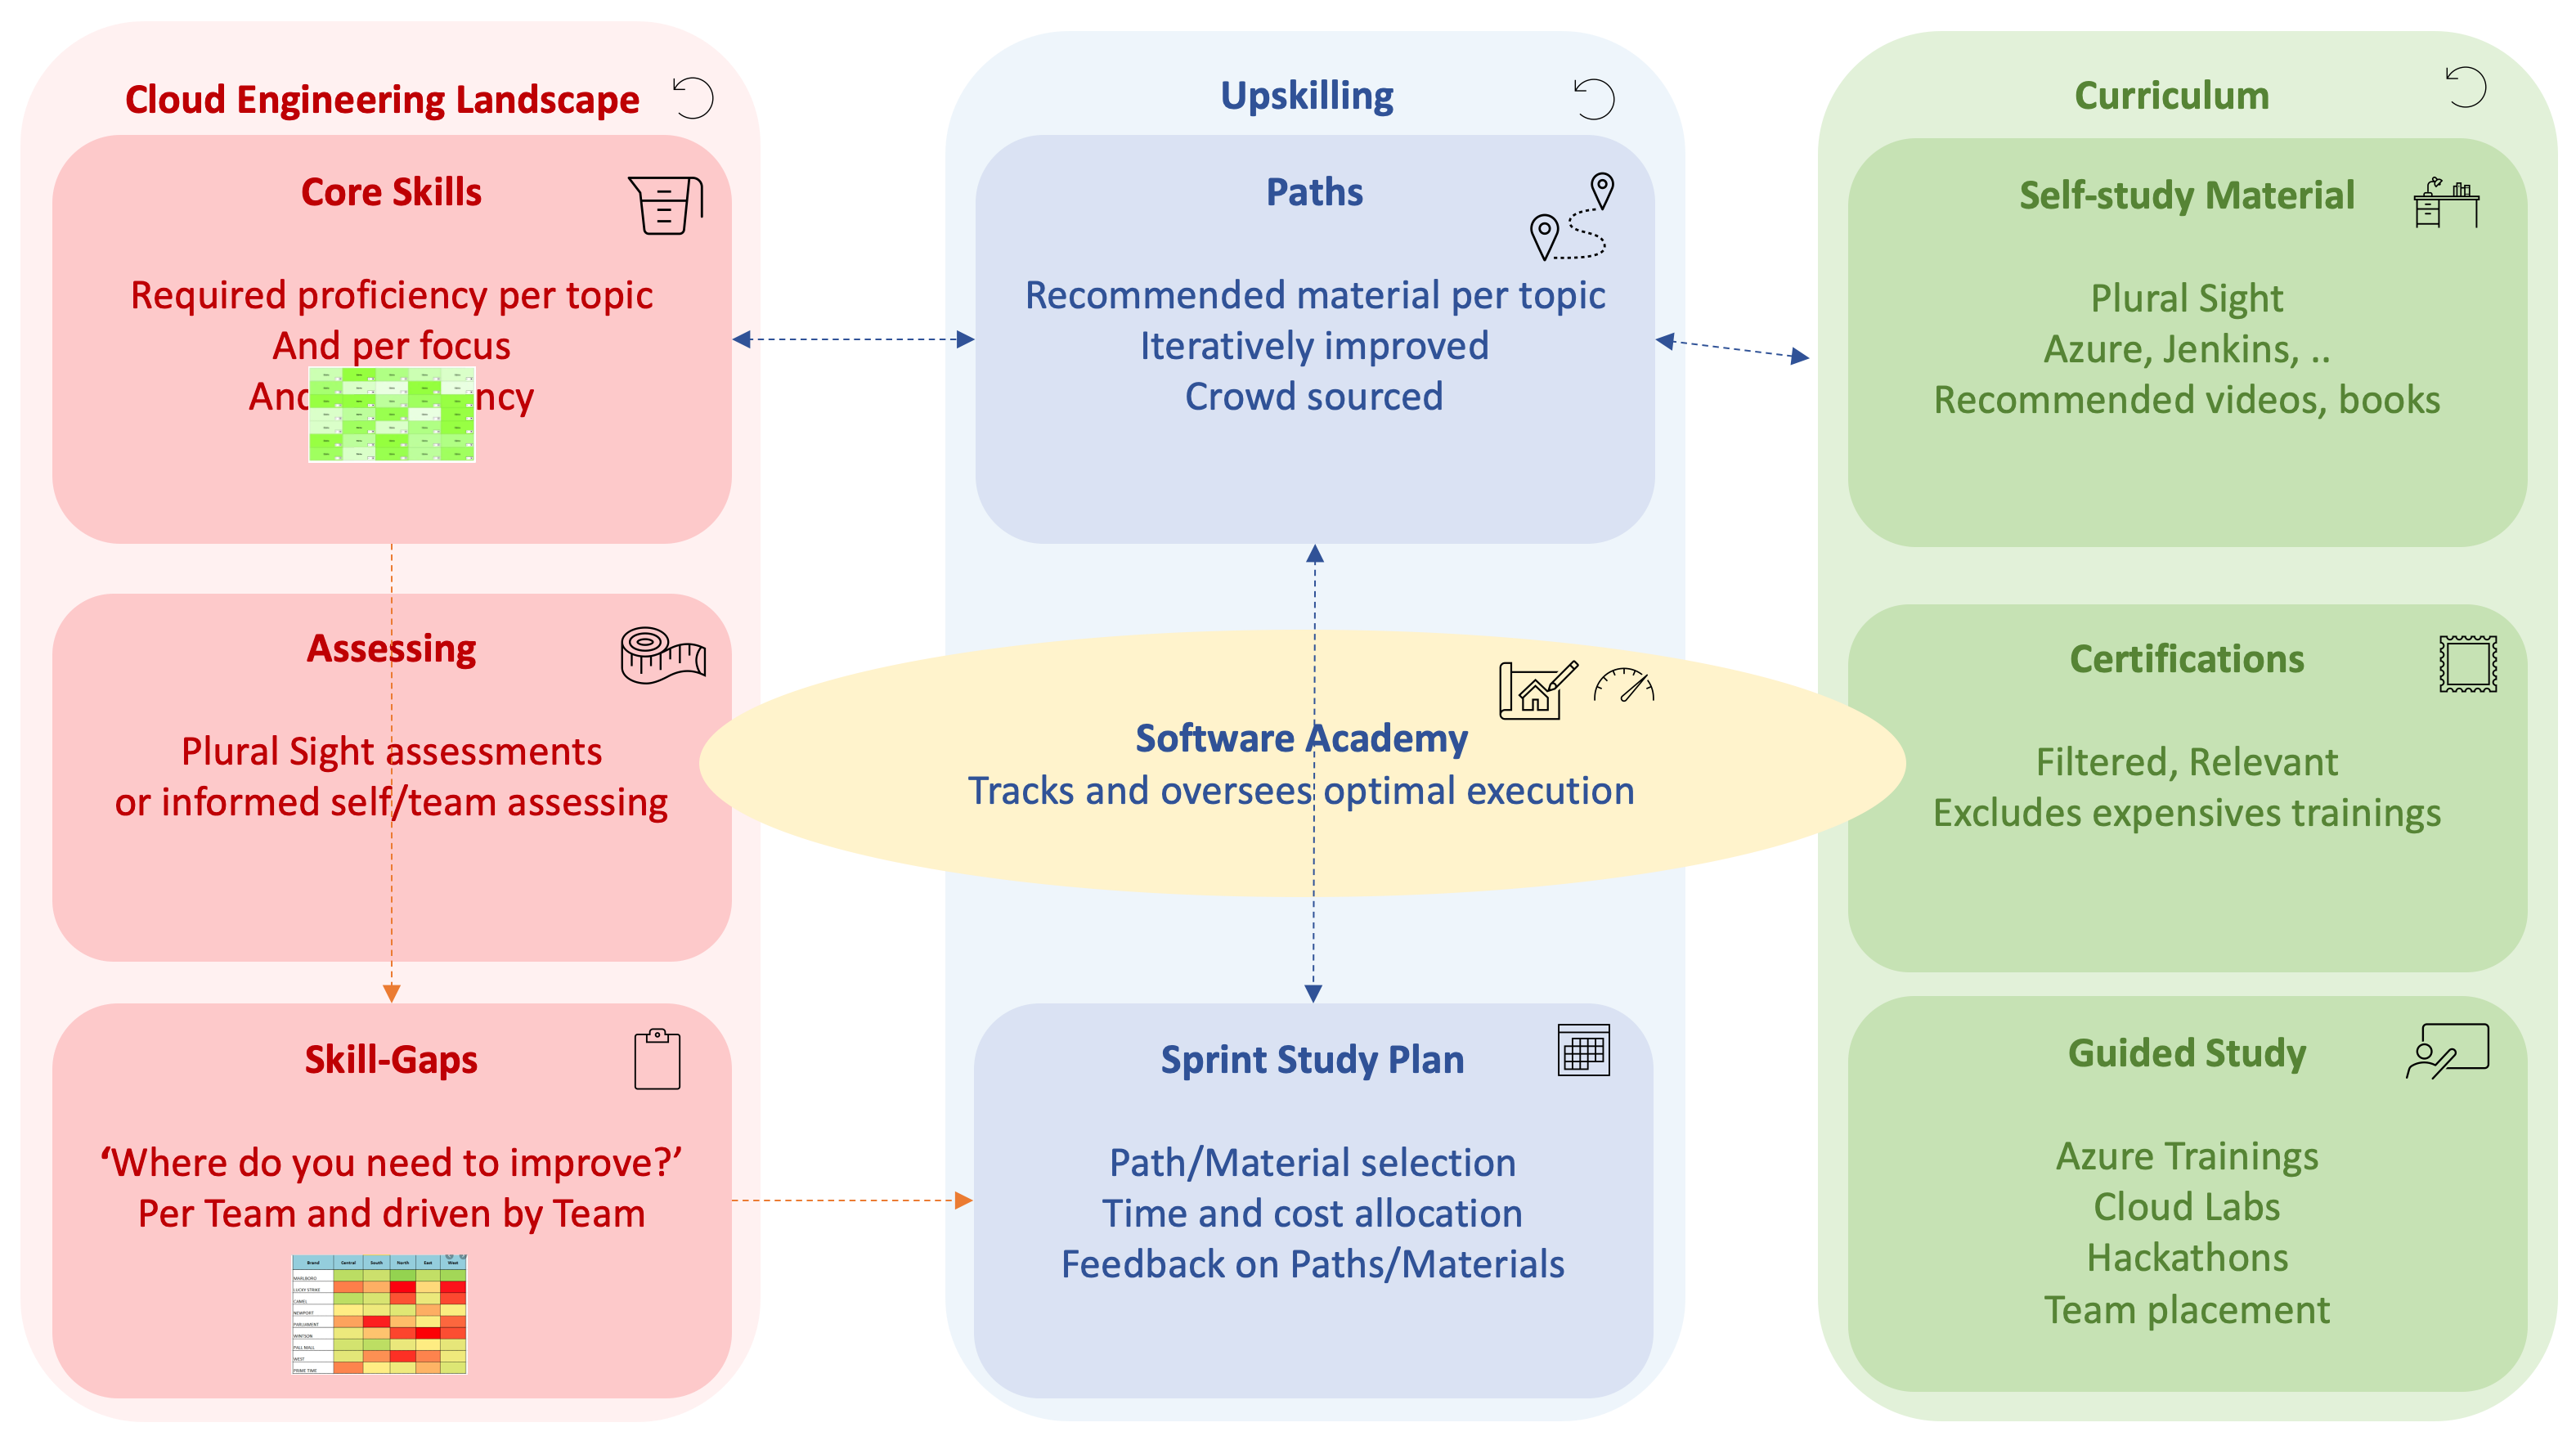 Cloud Engineering Landscape
Core Skills
Required proficiency per topic
And per focus
Assessing
Plural Sight assessments
or informed self/team assessing
Skill-Gaps
‘Where do you need to improve?’
Per Team and driven by Team
Brand Central South North East West
MARLBORO
LUCKY STRIKE
CAMEL
NEWPORT
PARLIAMENT
WINTSON
PALL MALL
WEST
PRIME TIME
Upskilling
Paths
Recommended material per topic
Iteratively improved
Crowd sourced
Software Academy
Tracks and oversees optimal execution
Sprint Study Plan
Path/Material selection
Time and cost allocation
Feedback on Paths/Materials
Curriculum
Self-study Material
Plural Sight
Azure, Jenkins, ..
Recommended videos, books
Certifications
Filtered, Relevant
Excludes expensives trainings
Guided Study
Azure Trainings
Cloud Labs
Hackathons
Team placement